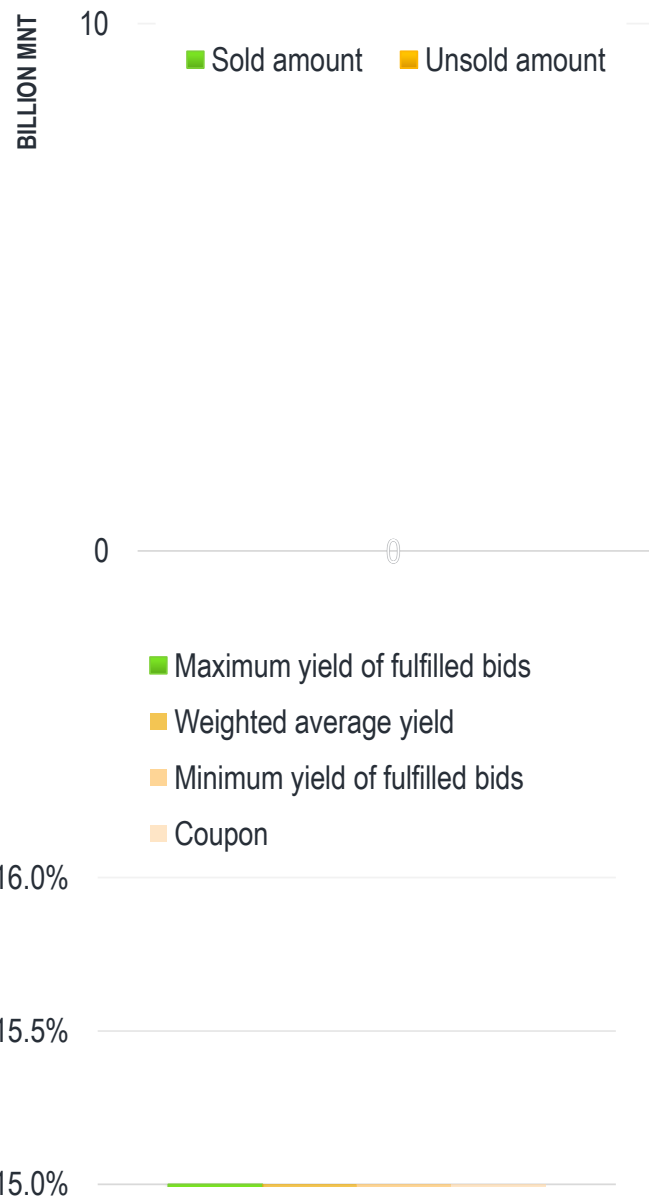 BILLION MNT
10
Sold amount Unsold amount
0
0
Maximum yield of fulfilled bids
Weighted average yield
Minimum yield of fulfilled bids
Coupon
16.0%
15.5%
15.0%